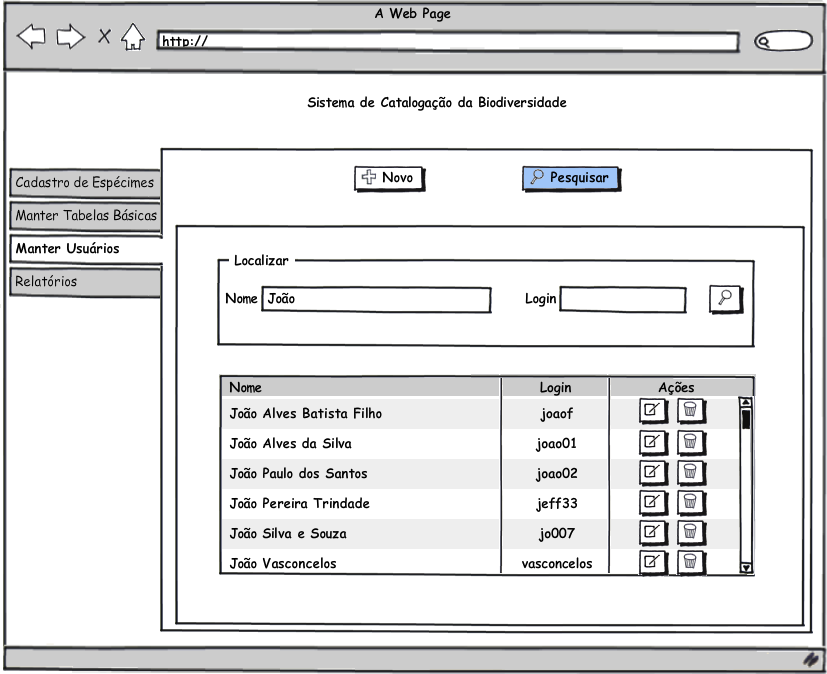 A Web Page
http://
Sistema de Catalogação da Biodiversidade
Cadastro de Espécimes
Manter Tabelas Básicas
Manter Usuários
Relatórios
Novo
Pesquisar
Localizar
Nome João Login
Nome Login Ações
João Alves Batista Filho joaof
João Alves da Silva joao01
João Paulo dos Santos joao02
João Pereira Trindade jeff33
João Silva e Souza jo007
João Vasconcelos vasconcelos